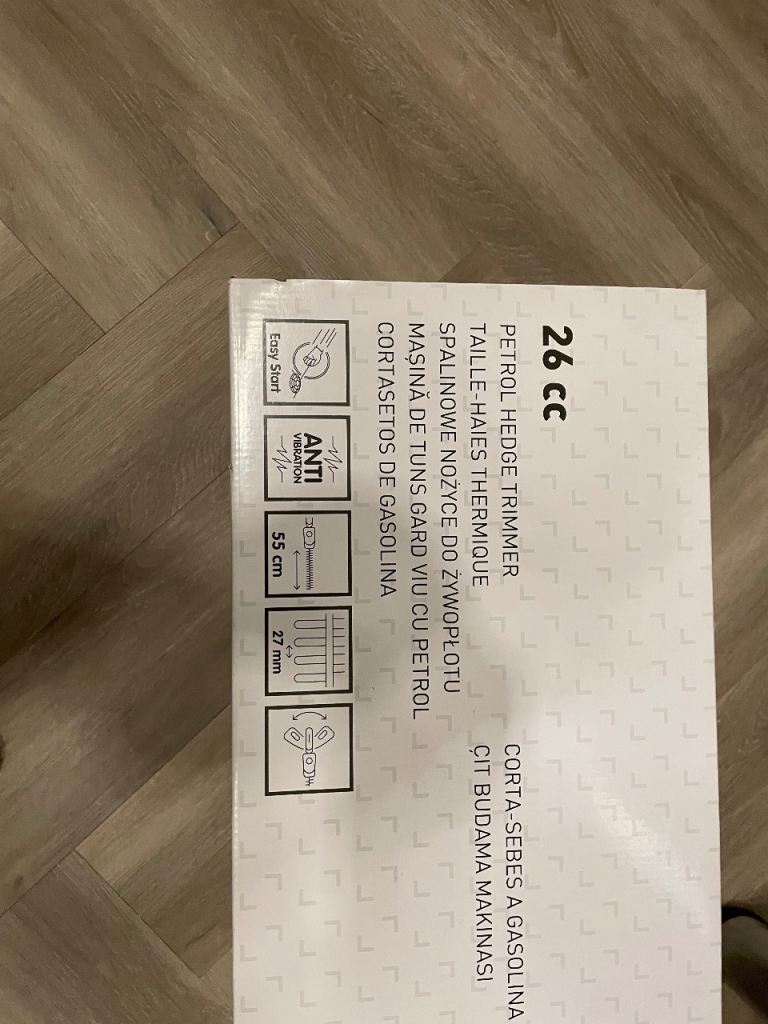 26 cc
PETROL HEDGE TRIMMER
TAILLE-HAIES THERMIQUE
SPALINOWE NOŻYCE DO ŻYWOPŁOTU
MAȘINĂ DE TUNS GARD VIU CU PETROL
CORTASETOS DE GASOLINA
CORTA-SEBES A GASOLINA
ÇIT BUDAMA MAKINASI
Easy Start
ANTI
VIBRATION
55 cm
27 mm